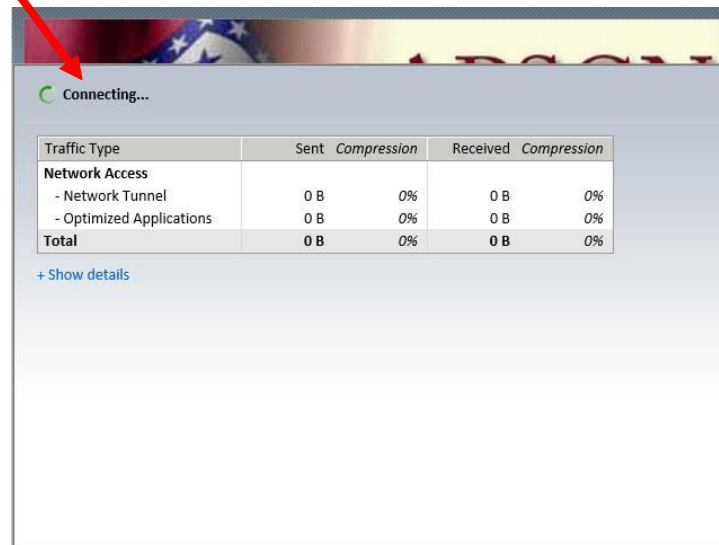 Connecting...
Traffic Type Sent Compression Received Compression
Network Access
- Network Tunnel 0 B 0% 0 B 0%
- Optimized Applications 0 B 0% 0 B 0%
Total 0 B 0% 0 B 0%
+ Show details